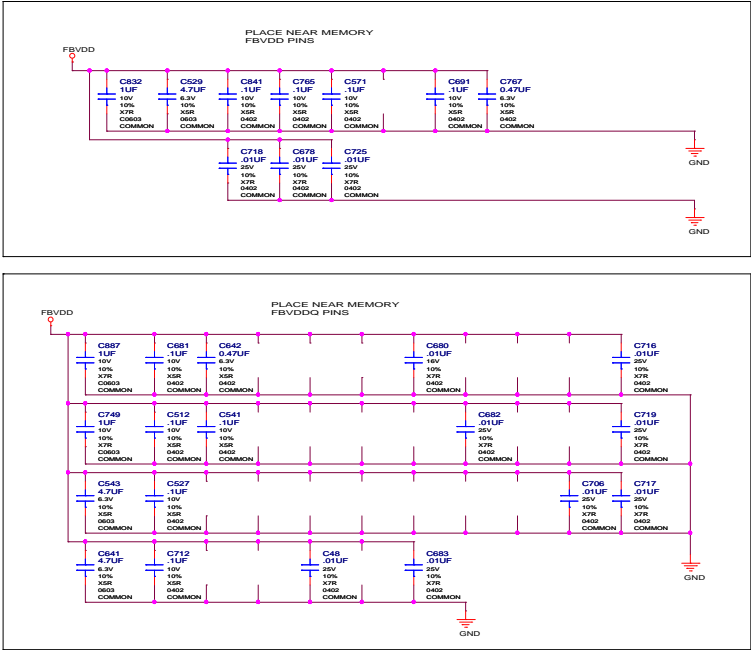 PLACE NEAR MEMORY
FBVDD PINS
FBVDD
C832
1UF
10V
10%
X7R
C0603
COMMON
C529
4.7UF
6.3V
10%
X5R
0603
COMMON
C841
.1UF
10V
10%
X5R
0402
COMMON
C765
.1UF
10V
10%
X5R
0402
COMMON
C571
.1UF
10V
10%
X5R
0402
COMMON
C691
.1UF
10V
10%
X5R
0402
COMMON
C767
0.47UF
6.3V
10%
X5R
0402
COMMON
C718
.01UF
25V
10%
X7R
0402
COMMON
C678
.01UF
25V
10%
X7R
0402
COMMON
C725
.01UF
25V
10%
X7R
0402
COMMON
GND
GND
PLACE NEAR MEMORY
FBVDDQ PINS
FBVDD
C887
1UF
10V
10%
X7R
C0603
COMMON
C681
.1UF
10V
10%
X5R
0402
COMMON
C642
0.47UF
6.3V
10%
X5R
0402
COMMON
C680
.01UF
16V
10%
X7R
0402
COMMON
C716
.01UF
25V
10%
X7R
0402
COMMON
C749
1UF
10V
10%
X7R
C0603
COMMON
C512
.1UF
10V
10%
X5R
0402
COMMON
C541
.1UF
10V
10%
X5R
0402
COMMON
C682
.01UF
25V
10%
X7R
0402
COMMON
C719
.01UF
25V
10%
X7R
0402
COMMON
C543
4.7UF
6.3V
10%
X5R
0603
COMMON
C527
.1UF
10V
10%
X5R
0402
COMMON
C706
.01UF
25V
10%
X7R
0402
COMMON
C717
.01UF
25V
10%
X7R
0402
COMMON
C641
4.7UF
6.3V
10%
X5R
0603
COMMON
C712
.1UF
10V
10%
X5R
0402
COMMON
C48
.01UF
25V
10%
X7R
0402
COMMON
C683
.01UF
25V
10%
X7R
0402
COMMON
GND
GND